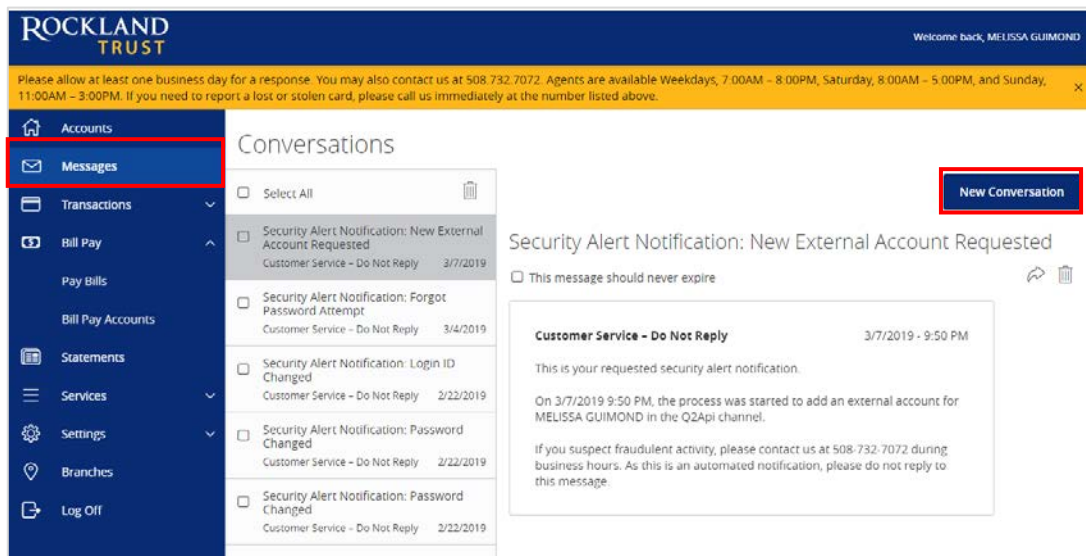 ROCKLAND
TRUST
Welcome back, MELISSA GUIMOND
Please allow at least one business day for a response. You may also contact us at 508.732.7072. Agents are available Weekdays, 7:00AM – 8:00PM, Saturday, 8:00AM – 5:00PM, and Sunday,
11:00AM – 3:00PM. If you need to report a lost or stolen card, please call us immediately at the number listed above.
Accounts
Messages
Transactions
Bill Pay
Pay Bills
Bill Pay Accounts
Statements
Services
Settings
Branches
Log Off
Conversations
Select All
Security Alert Notification: New External
Account Requested
Customer Service – Do Not Reply 3/7/2019
Security Alert Notification: Forgot
Password Attempt
Customer Service – Do Not Reply 3/4/2019
Security Alert Notification: Login ID
Changed
Customer Service – Do Not Reply 2/22/2019
Security Alert Notification: Password
Changed
Customer Service – Do Not Reply 2/22/2019
Security Alert Notification: Password
Changed
Customer Service – Do Not Reply 2/22/2019
New Conversation
Security Alert Notification: New External Account Requested
This message should never expire
Customer Service – Do Not Reply 3/7/2019 - 9:50 PM
This is your requested security alert notification.
On 3/7/2019 9:50 PM, the process was started to add an external account for
MELISSA GUIMOND in the Q2Api channel.
If you suspect fraudulent activity, please contact us at 508-732-7072 during
business hours. As this is an automated notification, please do not reply to
this message.